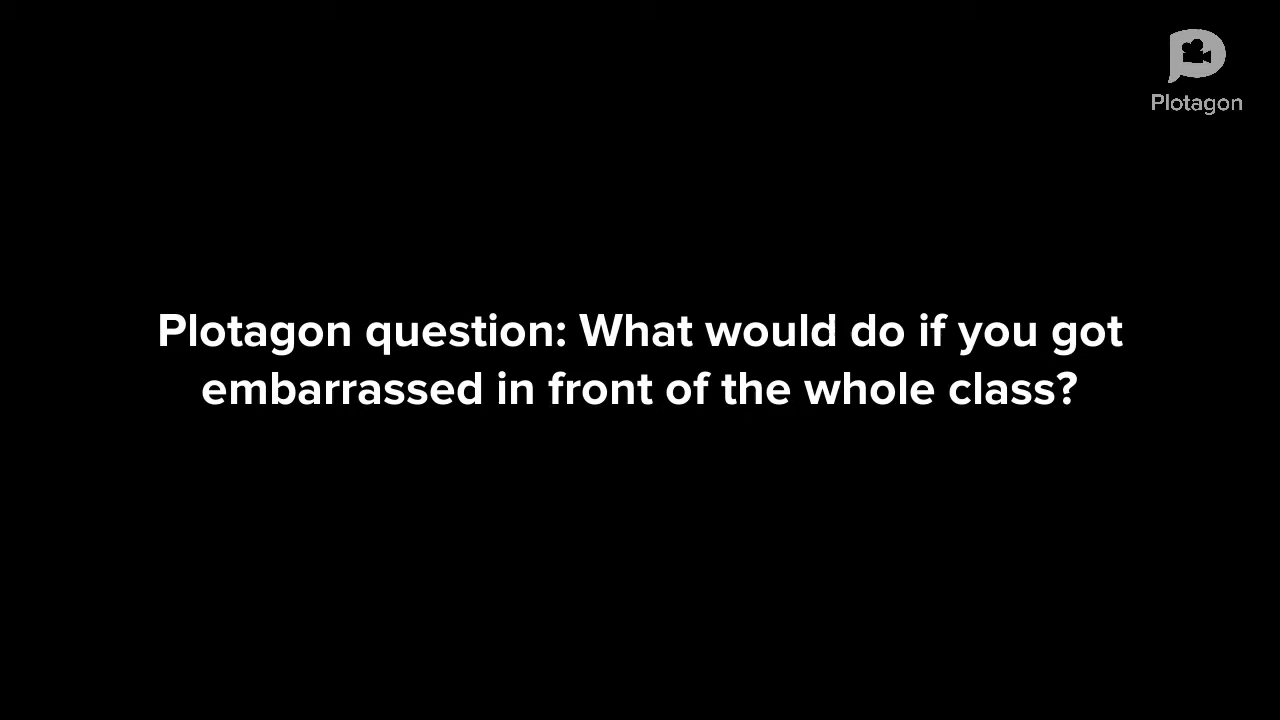 Plotagon
Plotagon question: What would do if you got
embarrassed in front of the whole class?